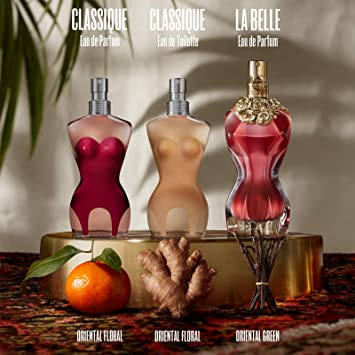 CLASSIQUE
Eau de Parfum
CLASSIQUE
Eau de Toilette
LA BELLE
Eau de Parfum
ORIENTAL FLORAL
ORIENTAL FLORAL
ORIENTAL GREEN